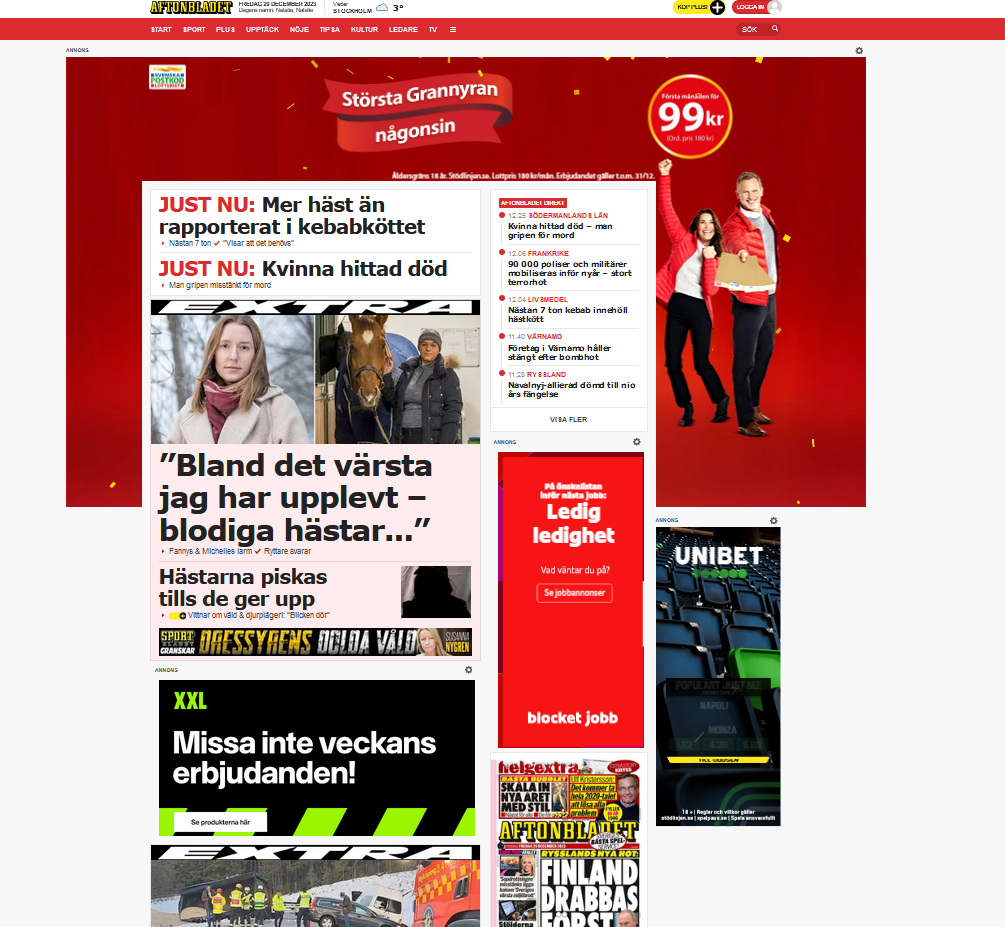 AFTONBLADET
FREDAG 29 DECEMBER 2023
Dagens namn: Natalia, Natalie
Väder
STOCKHOLM
3°
KÖP PLUS!
LOGGA IN
START SPORT PLUS UPPTÄCK NÖJE TIPSA KULTUR LEDARE TV
SÖK
ANNONS
SVENSKA
POSTKOD
LOTTERIET
Största Grannyran
någonsin
Första månaden för
99kr
(Ord. pris 180 kr)
Åldersgräns 18 år. Stödlinjen.se. Lottpris 180 kr/mån. Erbjudandet gäller t.o.m. 31/12.
JUST NU: Mer häst än
rapporterat i kebabköttet
Nästan 7 ton ✔ "Visar att det behövs"
JUST NU: Kvinna hittad död
Man gripen misstänkt för mord
EXTRA
”Bland det värsta
jag har upplevt –
blodiga hästar…”
Fannys & Michelles larm ✔ Ryttare svarar
Hästarna piskas
tills de ger upp
Vittnar om våld & djurplågeri: "Blicken dör"
SPORT
BLADET
GRANSKAR
DRESSYRENS DOLDA VÅLD
SUSANNA
NYGREN
ANNONS
XXL
Missa inte veckans
erbjudanden!
Se produkterna här
EXTRA
AFTONBLADET DIREKT
12.25 SÖDERMANLANDS LÄN
Kvinna hittad död – man
gripen för mord
12.06 FRANKRIKE
90 000 poliser och militärer
mobiliseras inför nyår – stort
terrorhot
12.04 LIVSMEDEL
Nästan 7 ton kebab innehöll
hästkött
11.40 VÄRNAMO
Företag i Värnamo håller
stängt efter bombhot
11.28 RYSSLAND
Navalnyj-allierad dömd till nio
års fängelse
VISA FLER
ANNONS
På önskelistan
inför nästa jobb:
Ledig
ledighet
Vad väntar du på?
Se jobbannonser
blocket jobb
helgextra
BÄSTA BUBBLET
SKÅLA IN
NYA ÅRET
MED STIL
Ulf Kristersson:
Det kommer ta
hela 2020-talet
att lösa alla
problem
AFTONBLADET
FREDAG 29 DECEMBER 2023
RYSSLANDS NYA HOT:
FINLAND
DRABBAS
FÖRST
ANNONS
UNIBET
POPULÄRT JUST NU!
NAPOLI
MONZA
1.62 4.20 5.60
TILL ODDSEN
18 + | Regler och villkor gäller
stödlinjen.se | spelpaus.se | Spela ansvarsfullt